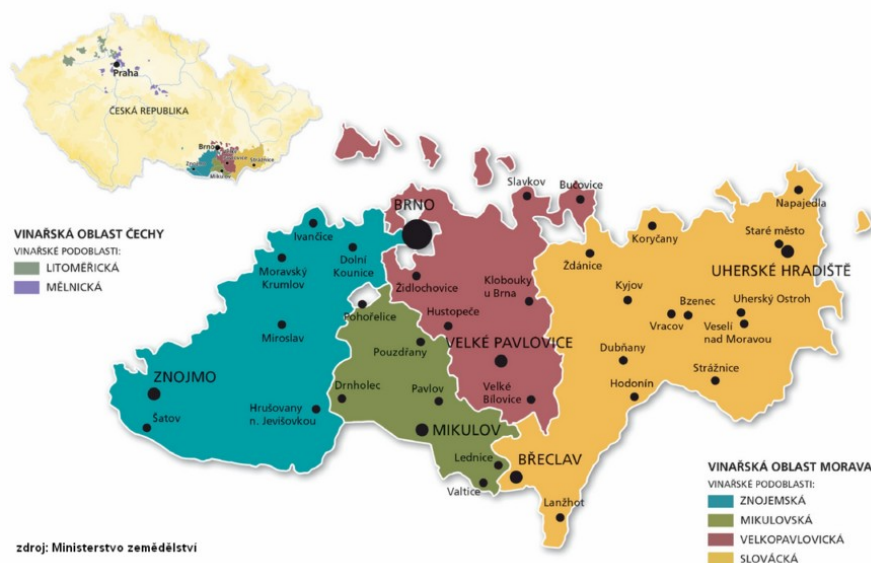 Praha
ČESKÁ REPUBLIKA
Brno
Mikulov
VINAŘSKÁ OBLAST ČECHY
VINAŘSKÉ PODOBLASTI:
LITOMĚŘICKÁ
MĚLNICKÁ
Slavkov
Bučovice
Napajedla
BRNO
Ivančice
Koryčany
Staré město
Dolní
Kounice
Moravský
Krumlov
Ždánice
UHERSKÉ HRADIŠTĚ
Židlochovice
Klobouky
u Brna
Kyjov
Pohořelice
Hustopeče
Vracov
Bzenec
Uherský Ostroh
Veselí
nad Moravou
Miroslav
Pouzdřany
VELKÉ PAVLOVICE
Dubňany
Strážnice
ZNOJMO
Drnholec
Pavlov
Velké
Bílovice
Hodonín
Šatov
Hrušovany
n. Jevišovkou
MIKULOV
Lednice
BŘECLAV
Valtice
Lanžhot
VINAŘSKÁ OBLAST MORAVA
VINAŘSKÉ PODOBLASTI:
ZNOJEMSKÁ
MIKULOVSKÁ
VELKOPAVLOVICKÁ
SLOVÁCKÁ
zdroj: Ministerstvo zemědělství